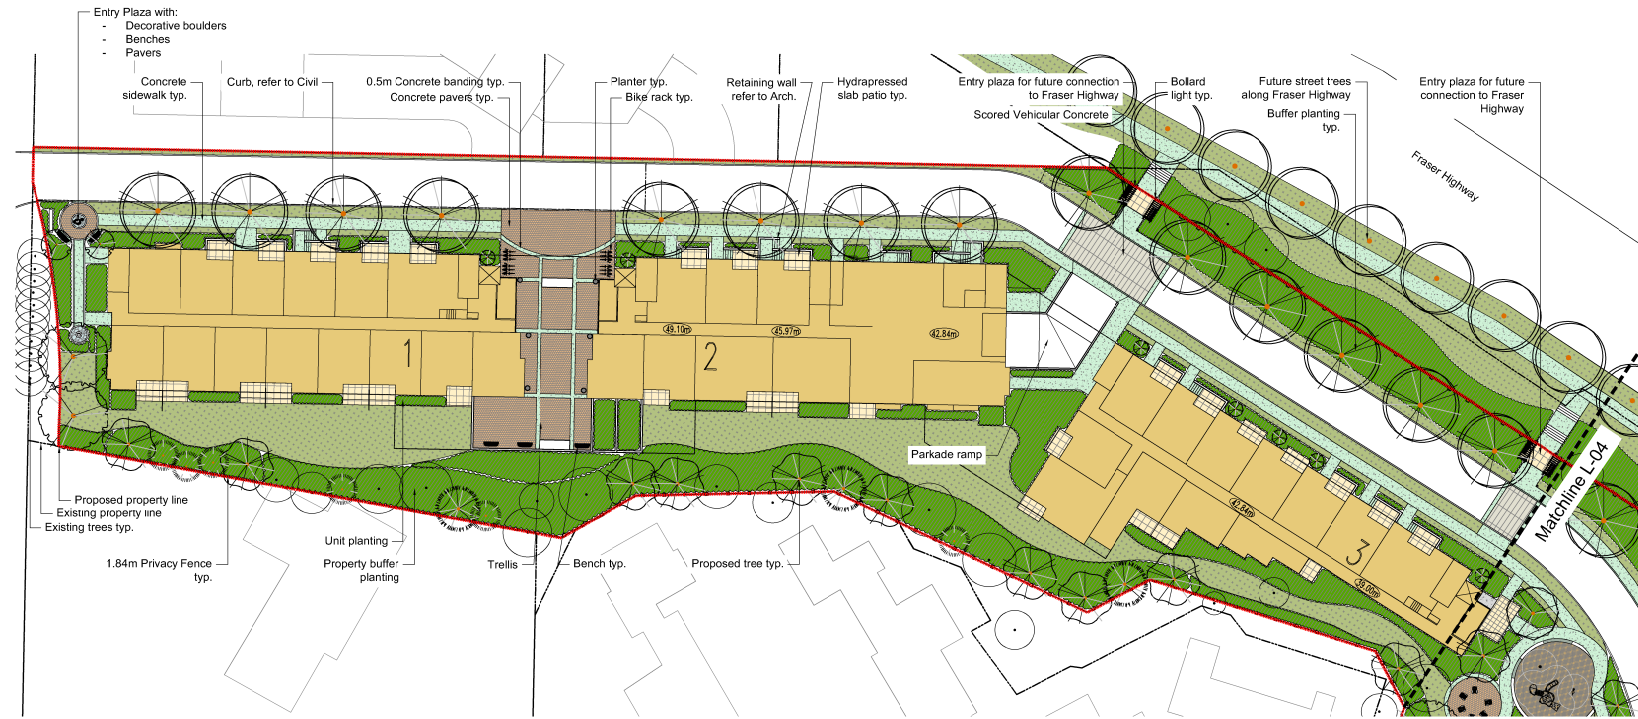 Entry Plaza with:
- Decorative boulders
- Benches
- Pavers
Concrete
sidewalk typ.
Curb, refer to Civil
0.5m Concrete banding typ.
Concrete pavers typ.
Planter typ.
Bike rack typ.
Retaining wall
refer to Arch.
Hydrapressed
slab patio typ.
Entry plaza for future connection
to Fraser Highway
Scored Vehicular Concrete
Bollard
light typ.
Future street trees
along Fraser Highway
Buffer planting
typ.
Entry plaza for future
connection to Fraser
Highway
Fraser Highway
49.10m
45.97m
42.84m
1
2
Parkade ramp
42.84m
3
39.00m
Matchline L-04
Proposed property line
Existing property line
Existing trees typ.
1.84m Privacy Fence
typ.
Unit planting
Property buffer
planting
Trellis
Bench typ.
Proposed tree typ.